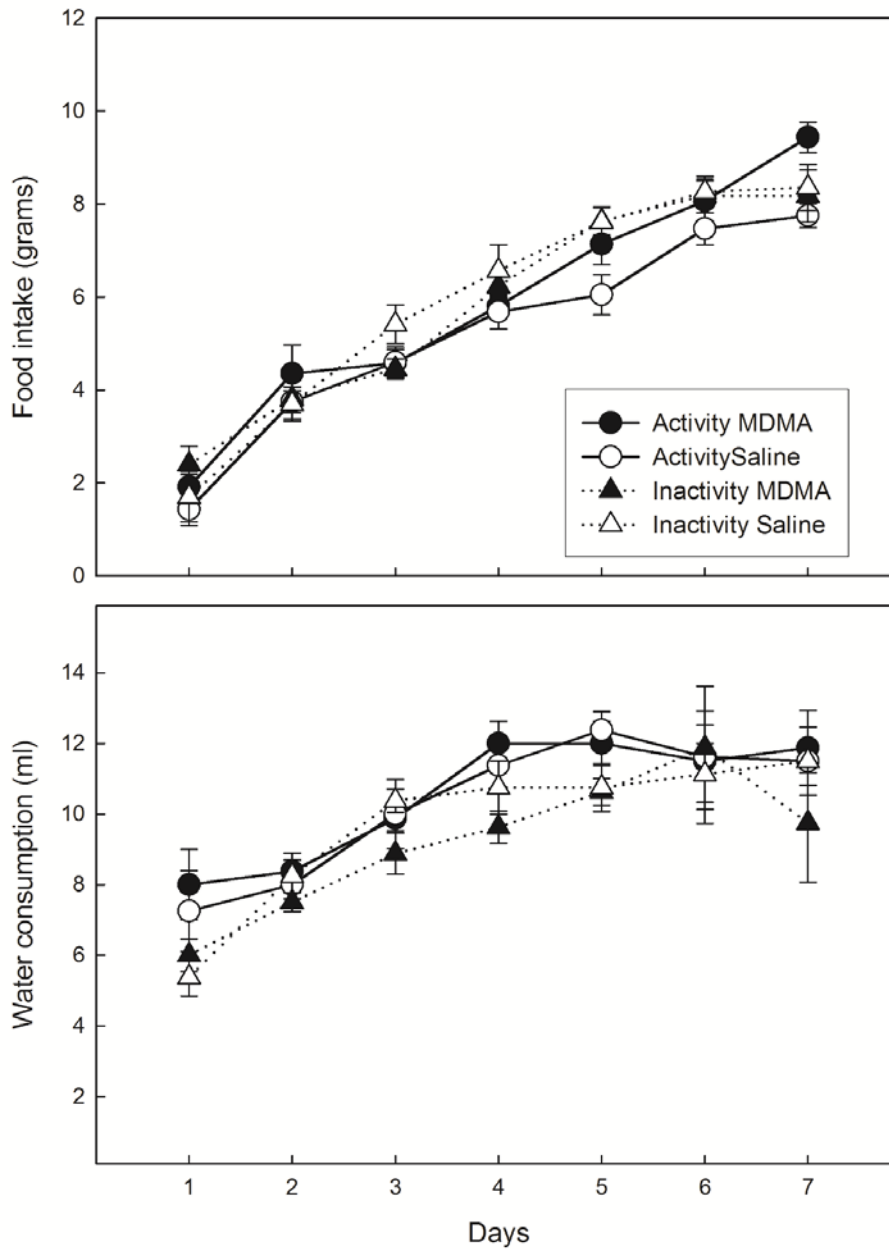 12
10
8
6
4
2
0
Food intake (grams)
Activity MDMA
ActivitySaline
Inactivity MDMA
Inactivity Saline
14
12
10
8
6
4
2
Water consumption (ml)
1 2 3 4 5 6 7
Days